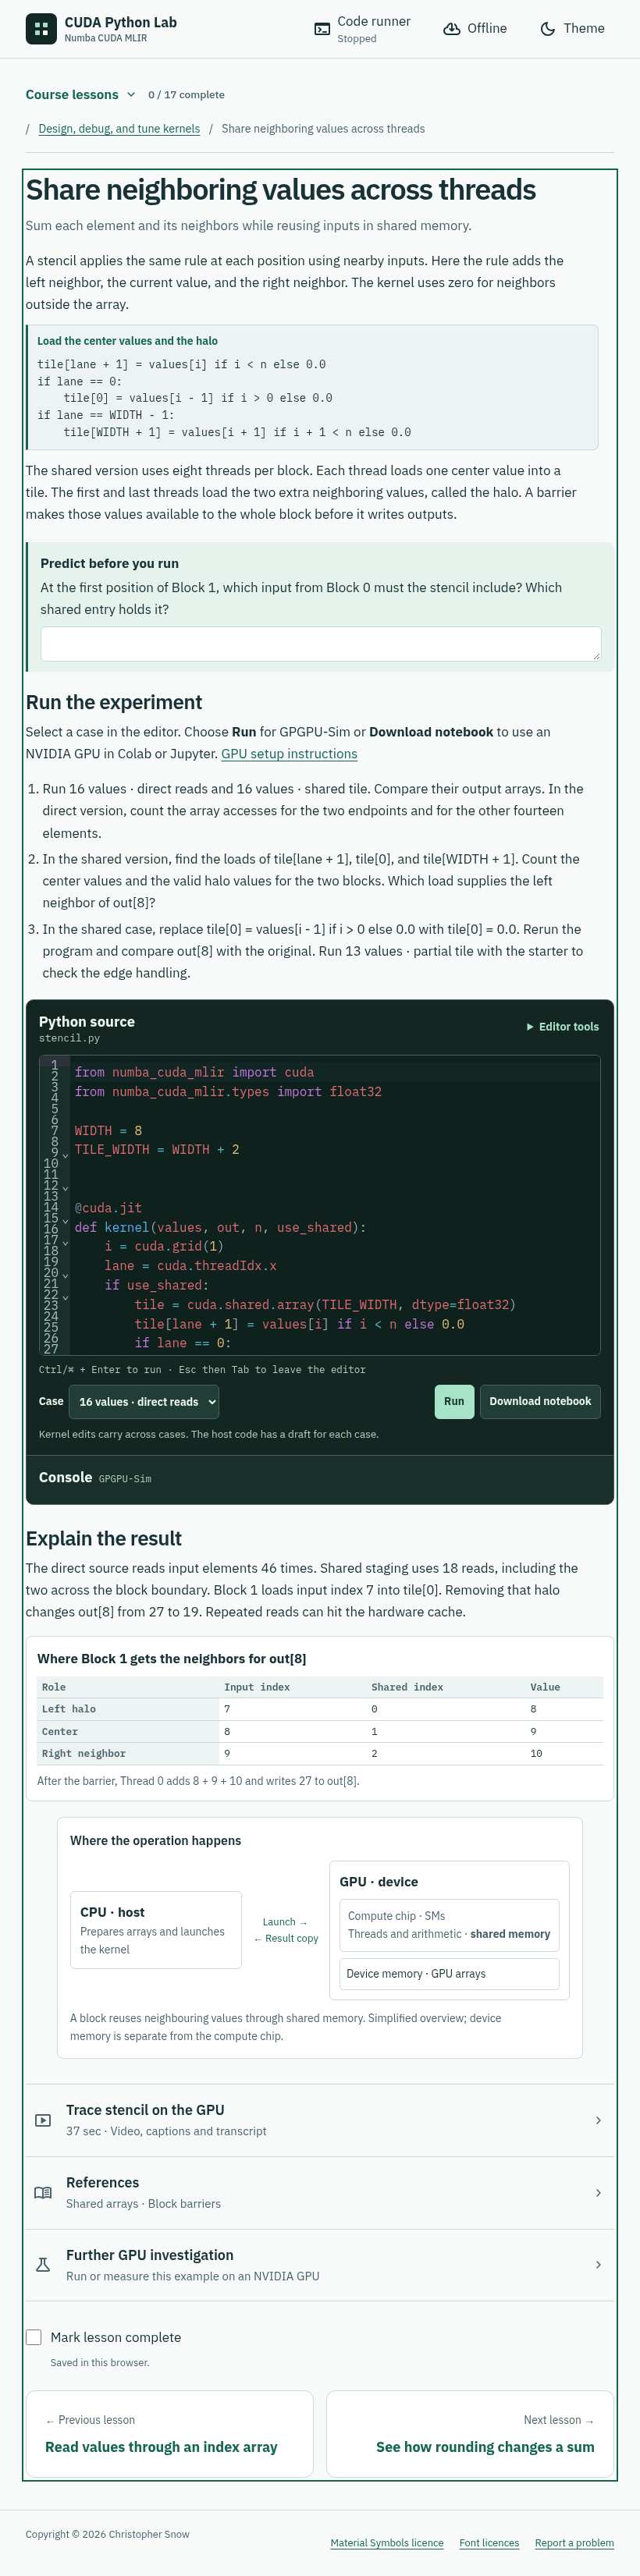 CUDA Python Lab
Numba CUDA MLIR
Code runner
Stopped
Offline
Theme
Course lessons
0 / 17 complete
/ Design, debug, and tune kernels / Share neighboring values across threads
Share neighboring values across threads
Sum each element and its neighbors while reusing inputs in shared memory.
A stencil applies the same rule at each position using nearby inputs. Here the rule adds the
left neighbor, the current value, and the right neighbor. The kernel uses zero for neighbors
outside the array.
Load the center values and the halo
tile[lane + 1] = values[i] if i < n else 0.0
if lane == 0:
    tile[0] = values[i - 1] if i > 0 else 0.0
if lane == WIDTH - 1:
    tile[WIDTH + 1] = values[i + 1] if i + 1 < n else 0.0
The shared version uses eight threads per block. Each thread loads one center value into a
tile. The first and last threads load the two extra neighboring values, called the halo. A barrier
makes those values available to the whole block before it writes outputs.
Predict before you run
At the first position of Block 1, which input from Block 0 must the stencil include? Which
shared entry holds it?
Run the experiment
Select a case in the editor. Choose Run for GPGPU-Sim or Download notebook to use an
NVIDIA GPU in Colab or Jupyter. GPU setup instructions
1. Run 16 values · direct reads and 16 values · shared tile. Compare their output arrays. In the
direct version, count the array accesses for the two endpoints and for the other fourteen
elements.
2. In the shared version, find the loads of tile[lane + 1], tile[0], and tile[WIDTH + 1]. Count the
center values and the valid halo values for the two blocks. Which load supplies the left
neighbor of out[8]?
3. In the shared case, replace tile[0] = values[i - 1] if i > 0 else 0.0 with tile[0] = 0.0. Rerun the
program and compare out[8] with the original. Run 13 values · partial tile with the starter to
check the edge handling.
Python source
stencil.py
▶ Editor tools
1
2
3
4
5
6
7
8
9
10
11
12
13
14
15
16
17
18
19
20
21
22
23
24
25
26
27
from numba_cuda_mlir import cuda
from numba_cuda_mlir.types import float32
WIDTH = 8
TILE_WIDTH = WIDTH + 2
@cuda.jit
def kernel(values, out, n, use_shared):
    i = cuda.grid(1)
    lane = cuda.threadIdx.x
    if use_shared:
        tile = cuda.shared.array(TILE_WIDTH, dtype=float32)
        tile[lane + 1] = values[i] if i < n else 0.0
        if lane == 0:
Ctrl/⌘ + Enter to run · Esc then Tab to leave the editor
Case
16 values · direct reads
Run
Download notebook
Kernel edits carry across cases. The host code has a draft for each case.
Console GPGPU-Sim
Explain the result
The direct source reads input elements 46 times. Shared staging uses 18 reads, including the
two across the block boundary. Block 1 loads input index 7 into tile[0]. Removing that halo
changes out[8] from 27 to 19. Repeated reads can hit the hardware cache.
Where Block 1 gets the neighbors for out[8]
Role Input index Shared index Value
Left halo 7 0 8
Center 8 1 9
Right neighbor 9 2 10
After the barrier, Thread 0 adds 8 + 9 + 10 and writes 27 to out[8].
Where the operation happens
CPU · host
Prepares arrays and launches
the kernel
Launch →
← Result copy
GPU · device
Compute chip · SMs
Threads and arithmetic · shared memory
Device memory · GPU arrays
A block reuses neighbouring values through shared memory. Simplified overview; device
memory is separate from the compute chip.
Trace stencil on the GPU
37 sec · Video, captions and transcript
References
Shared arrays · Block barriers
Further GPU investigation
Run or measure this example on an NVIDIA GPU
Mark lesson complete
Saved in this browser.
← Previous lesson
Read values through an index array
Next lesson →
See how rounding changes a sum
Copyright © 2026 Christopher Snow
Material Symbols licence
Font licences
Report a problem